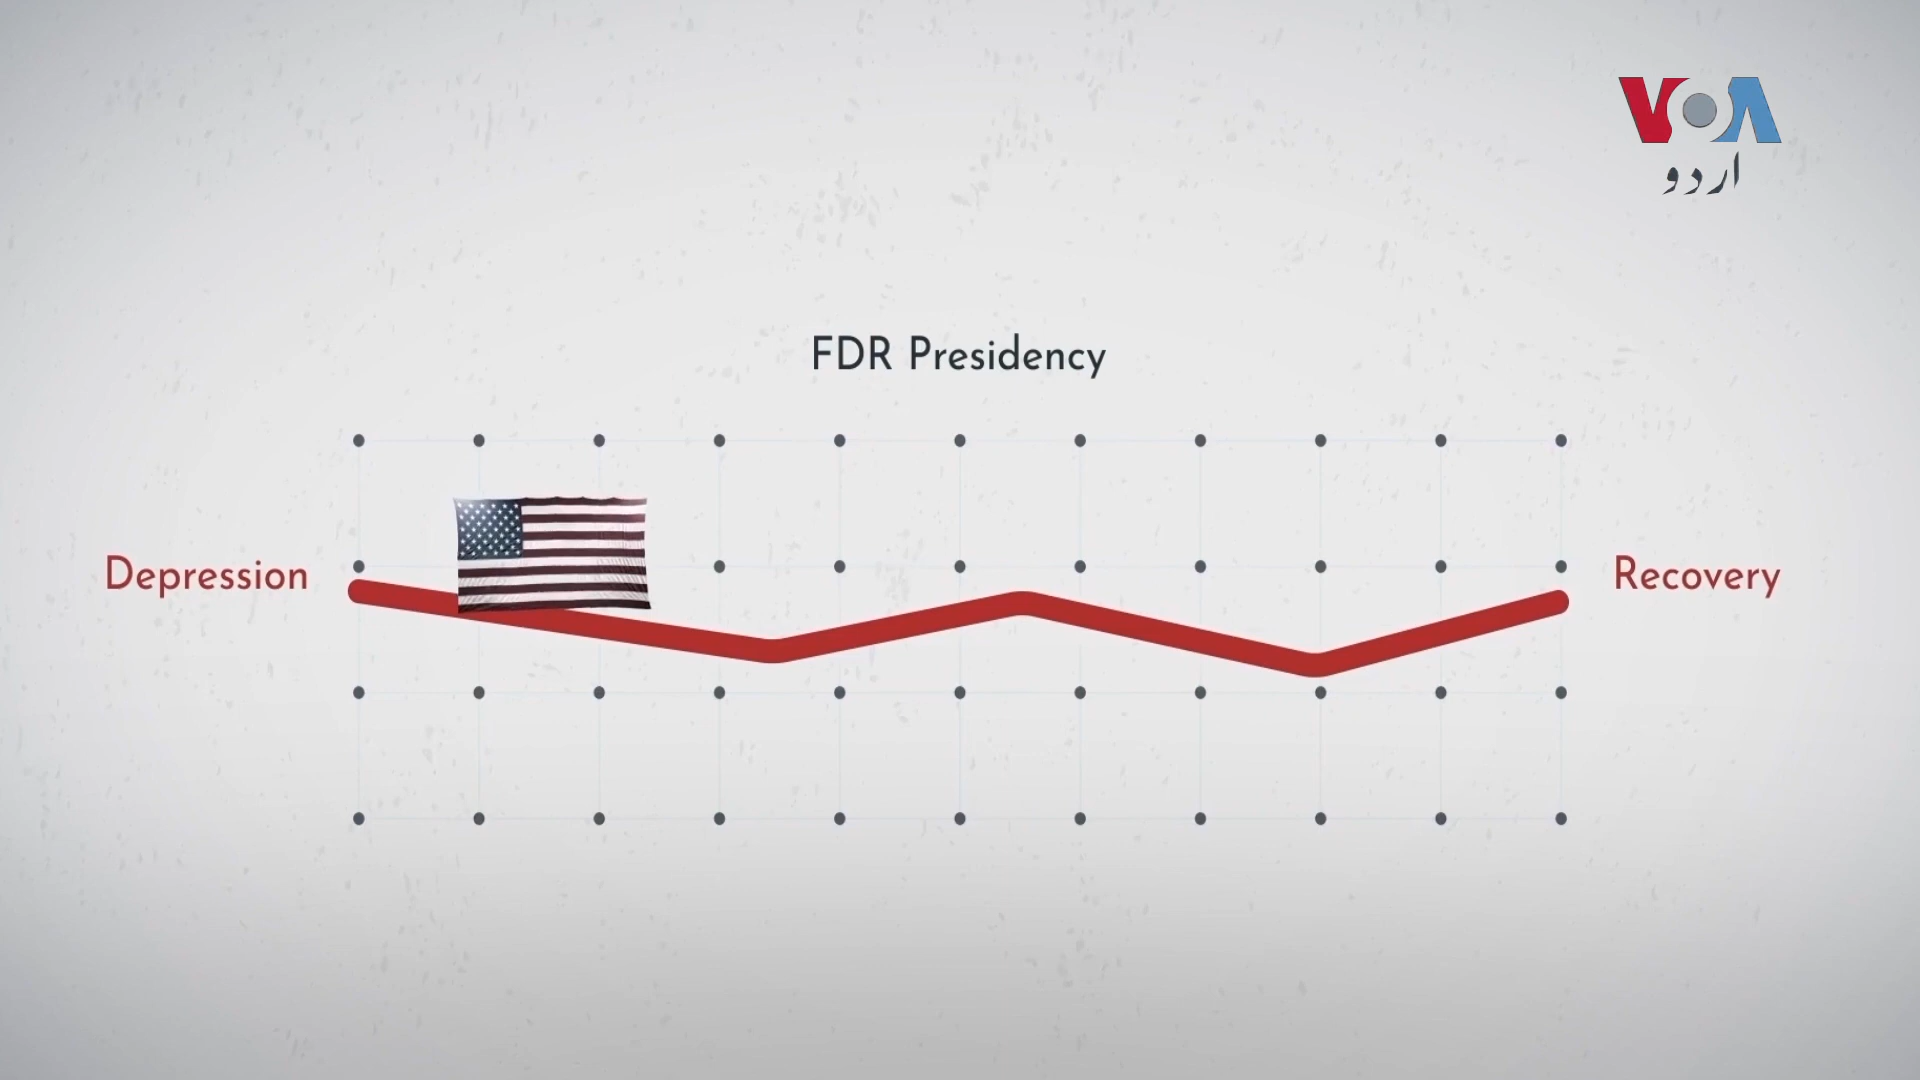 VOA
اردو
FDR Presidency
Depression
Recovery